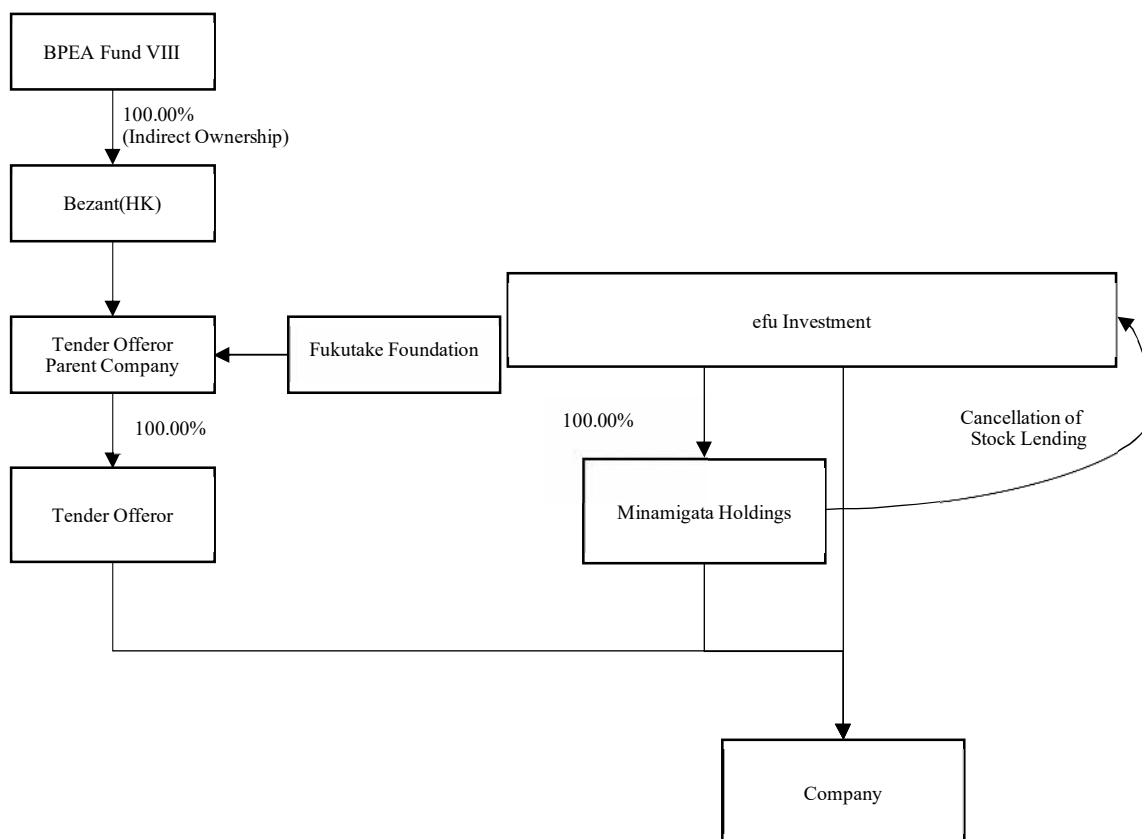 BPEA Fund VIII
100.00%
(Indirect Ownership)
Bezant(HK)
efu Investment
Tender Offeror
Parent Company
Fukutake Foundation
100.00%
100.00%
Cancellation of
Stock Lending
Tender Offeror
Minamigata Holdings
Company